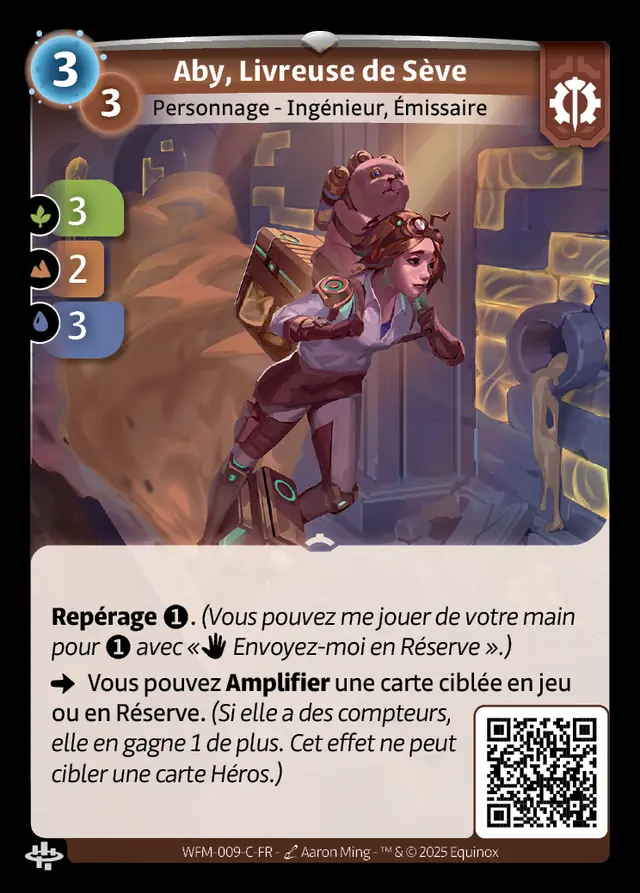 3
3
Aby, Livreuse de Sève
Personnage - Ingénieur, Émissaire
3
2
3
Repérage 1. (Vous pouvez me jouer de votre main
pour 1 avec « Envoyez-moi en Réserve ».)
Vous pouvez Amplifier une carte ciblée en jeu
ou en Réserve. (Si elle a des compteurs,
elle en gagne 1 de plus. Cet effet ne peut
cibler une carte Héros.)
WFM-009-C-FR - Aaron Ming - ™ & © 2025 Equinox